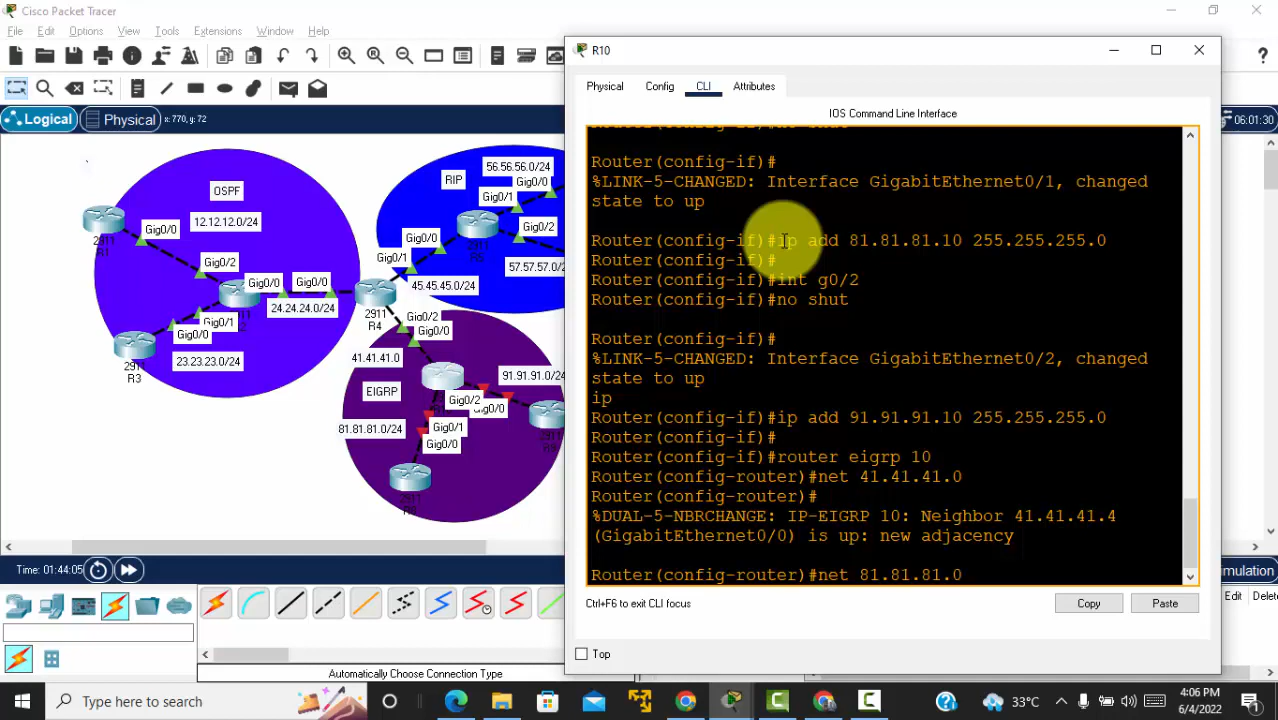 Cisco Packet Tracer
File Edit Options View Tools Extensions Window Help
Logical Physical x: 770, y: 72
06:01:30
R10
Physical Config CLI Attributes
IOS Command Line Interface
Router(config-if)#
%LINK-5-CHANGED: Interface GigabitEthernet0/1, changed
state to up
Router(config-if)#ip add 81.81.81.10 255.255.255.0
Router(config-if)#
Router(config-if)#int g0/2
Router(config-if)#no shut
Router(config-if)#
%LINK-5-CHANGED: Interface GigabitEthernet0/2, changed
state to up
ip
Router(config-if)#ip add 91.91.91.10 255.255.255.0
Router(config-if)#
Router(config-if)#router eigrp 10
Router(config-router)#net 41.41.41.0
Router(config-router)#
%DUAL-5-NBRCHANGE: IP-EIGRP 10: Neighbor 41.41.41.4
(GigabitEthernet0/0) is up: new adjacency
Router(config-router)#net 81.81.81.0
Ctrl+F6 to exit CLI focus
Copy
Paste
Top
OSPF
12.12.12.0/24
2911
R1
Gig0/0
Gig0/2
Gig0/0
Gig0/0
24.24.24.0/24
Gig0/1
Gig0/0
23.23.23.0/24
2911
R3
RIP
56.56.56.0/24
Gig0/0
Gig0/1
2911
R5
Gig0/2
57.57.57.0/24
Gig0/0
Gig0/1
45.45.45.0/24
2911
R4
Gig0/2
Gig0/0
41.41.41.0
EIGRP
91.91.91.0/24
Gig0/2
Gig0/0
81.81.81.0/24
Gig0/1
Gig0/0
2911
Time: 01:44:05
Simulation
Edit
Automatically Choose Connection Type
Type here to search
33°C
4:06 PM
6/4/2022